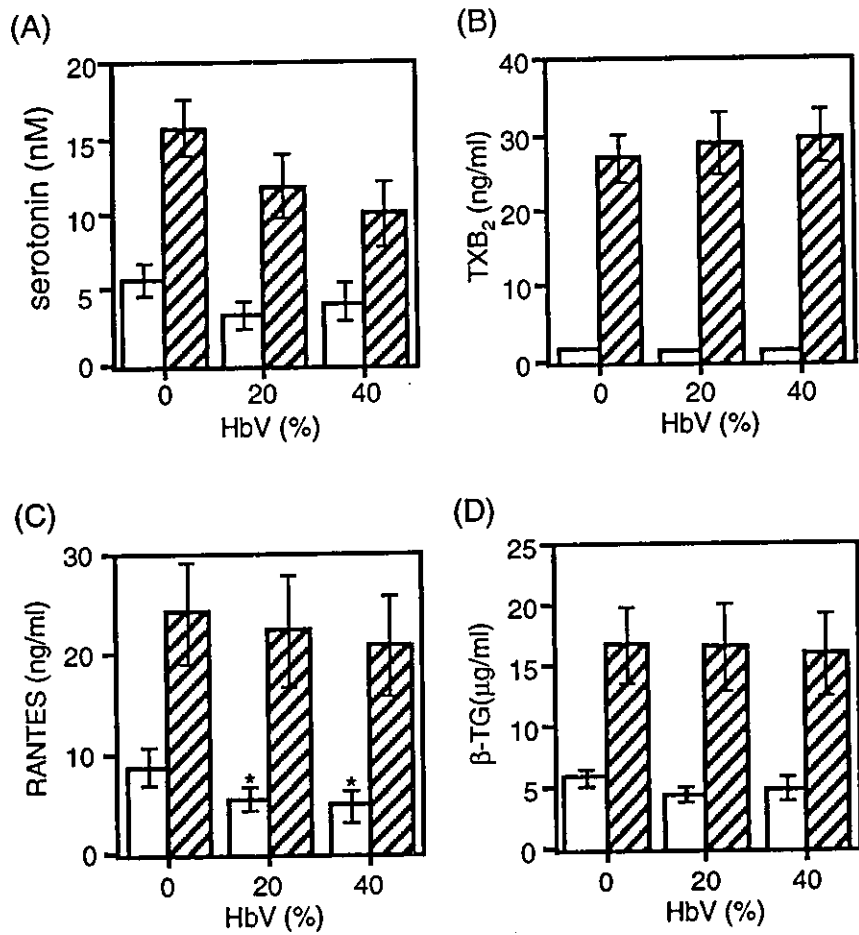 (A)
serotonin (nM)
20
15
10
5
0
0 20 40
HbV (%)
(B)
TXB₂ (ng/ml)
40
30
20
10
0
0 20 40
HbV (%)
(C)
RANTES (ng/ml)
30
20
10
0
* *
0 20 40
HbV (%)
(D)
β-TG(μg/ml)
25
20
15
10
5
0
0 20 40
HbV (%)